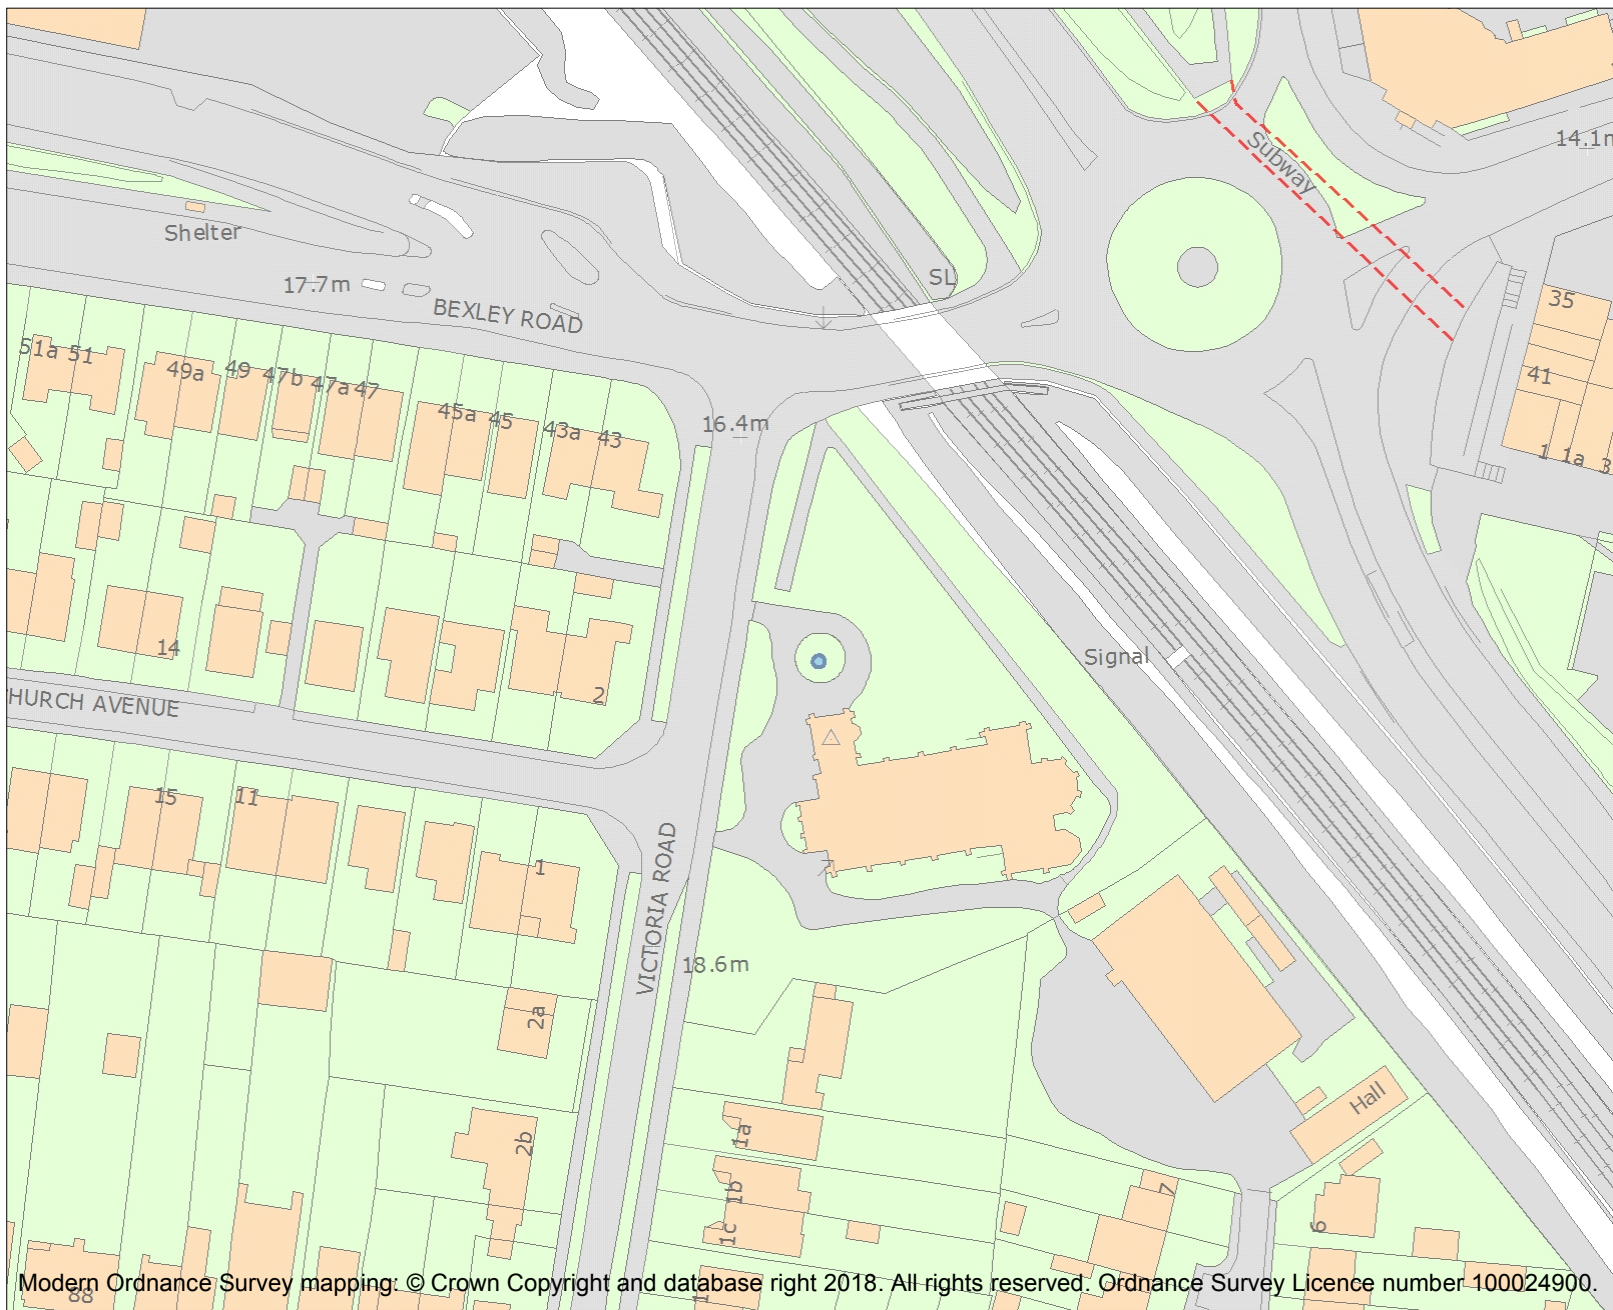 Subway
14.1m
Shelter
17.7m
SL
BEXLEY ROAD
35
51a 51
49a
49
47b
47a
47
41
45a
45
43a
43
16.4m
1
1a
3
14
Signal
2
HURCH AVENUE
15
11
1
VICTORIA ROAD
18.6m
2a
Hall
1a
2b
1b
7
1c
6
88
1
Modern Ordnance Survey mapping: © Crown Copyright and database right 2018. All rights reserved. Ordnance Survey Licence number 100024900.